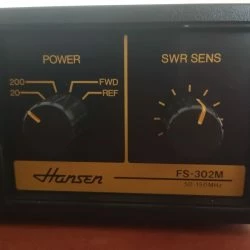 POWER
SWR SENS
200 FWD
20 REF
Hansen
FS-302M
50-150MHz